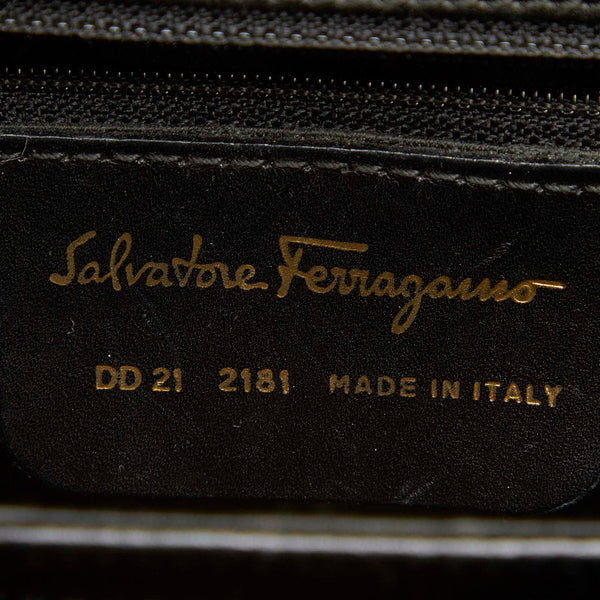 Salvatore Ferragamo
DD 21 2181 MADE IN ITALY